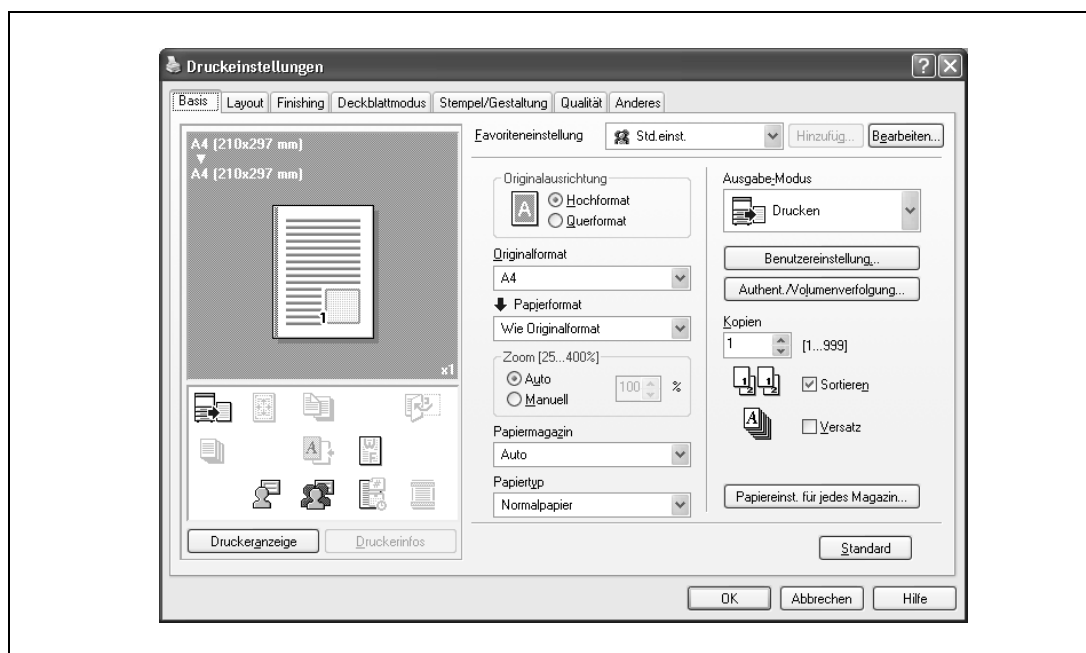 Druckeinstellungen
Basis Layout Finishing Deckblattmodus Stempel/Gestaltung Qualität Anderes
A4 (210x297 mm)
A4 (210x297 mm)
1
x1
Druckeranzeige Druckerinfos
Favoriteneinstellung Std.einst. Hinzufüg... Bearbeiten...
Originalausrichtung
A
Hochformat
Querformat
Originalformat
A4
Papierformat
Wie Originalformat
Zoom [25...400%]
Auto
Manuell
100 %
Papiermagazin
Auto
Papiertyp
Normalpapier
Ausgabe-Modus
Drucken
Benutzereinstellung...
Authent./Volumenverfolgung...
Kopien
1 [1...999]
Sortieren
Versatz
Papiereinst. für jedes Magazin...
Standard
OK Abbrechen Hilfe